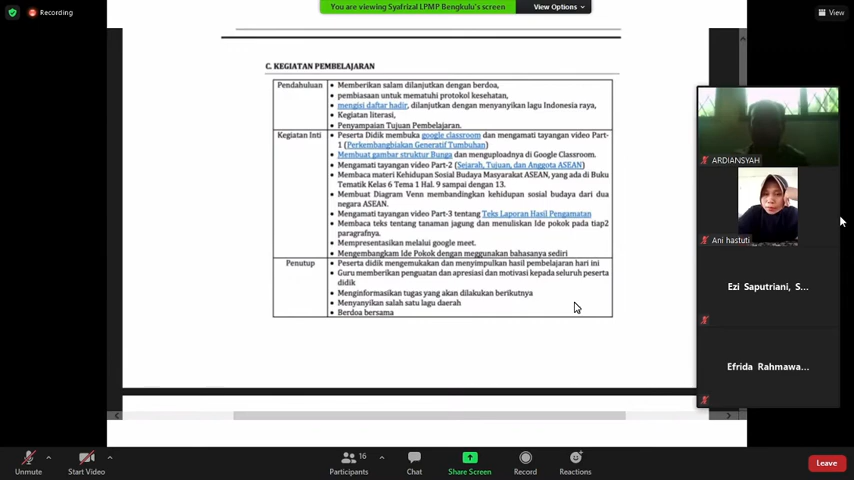 Recording
You are viewing Syafrizal LPMP Bengkulu's screen
View Options
View
C. KEGIATAN PEMBELAJARAN
Pendahuluan
• Memberikan salam dilanjutkan dengan berdoa,
• pembiasaan untuk mematuhi protokol kesehatan,
• mengisi daftar hadir, dilanjutkan dengan menyanyikan lagu Indonesia raya,
• Kegiatan literasi,
• Penyampaian Tujuan Pembelajaran.
Kegiatan Inti
• Peserta Didik membuka google classroom dan mengamati tayangan video Part-
1 (Perkembangbiakan Generatif Tumbuhan)
• Membuat gambar struktur Bunga dan menguploadnya di Google Classroom.
• Mengamati tayangan video Part-2 (Sejarah, Tujuan, dan Anggota ASEAN)
• Membaca materi Kehidupan Sosial Budaya Masyarakat ASEAN, yang ada di Buku
Tematik Kelas 6 Tema 1 Hal. 9 sampai dengan 13.
• Membuat Diagram Venn membandingkan kehidupan sosial budaya dari dua
negara ASEAN.
• Mengamati tayangan video Part-3 tentang Teks Laporan Hasil Pengamatan
• Membaca teks tentang tanaman jagung dan menuliskan Ide pokok pada tiap2
paragrafnya.
• Mempresentasikan melalui google meet.
• Mengembangkam Ide Pokok dengan meggunakan bahasanya sediri
Penutup
• Peserta didik mengemukakan dan menyimpulkan hasil pembelajaran hari ini
• Guru memberikan penguatan dan apresiasi dan motivasi kepada seluruh peserta
didik
• Menginformasikan tugas yang akan dilakukan berikutnya
• Menyanyikan salah satu lagu daerah
• Berdoa bersama
ARDIANSYAH
Ani hastuti
Ezi Saputriani, S...
Efrida Rahmawa...
Unmute
Start Video
16
Participants
Chat
Share Screen
Record
Reactions
Leave